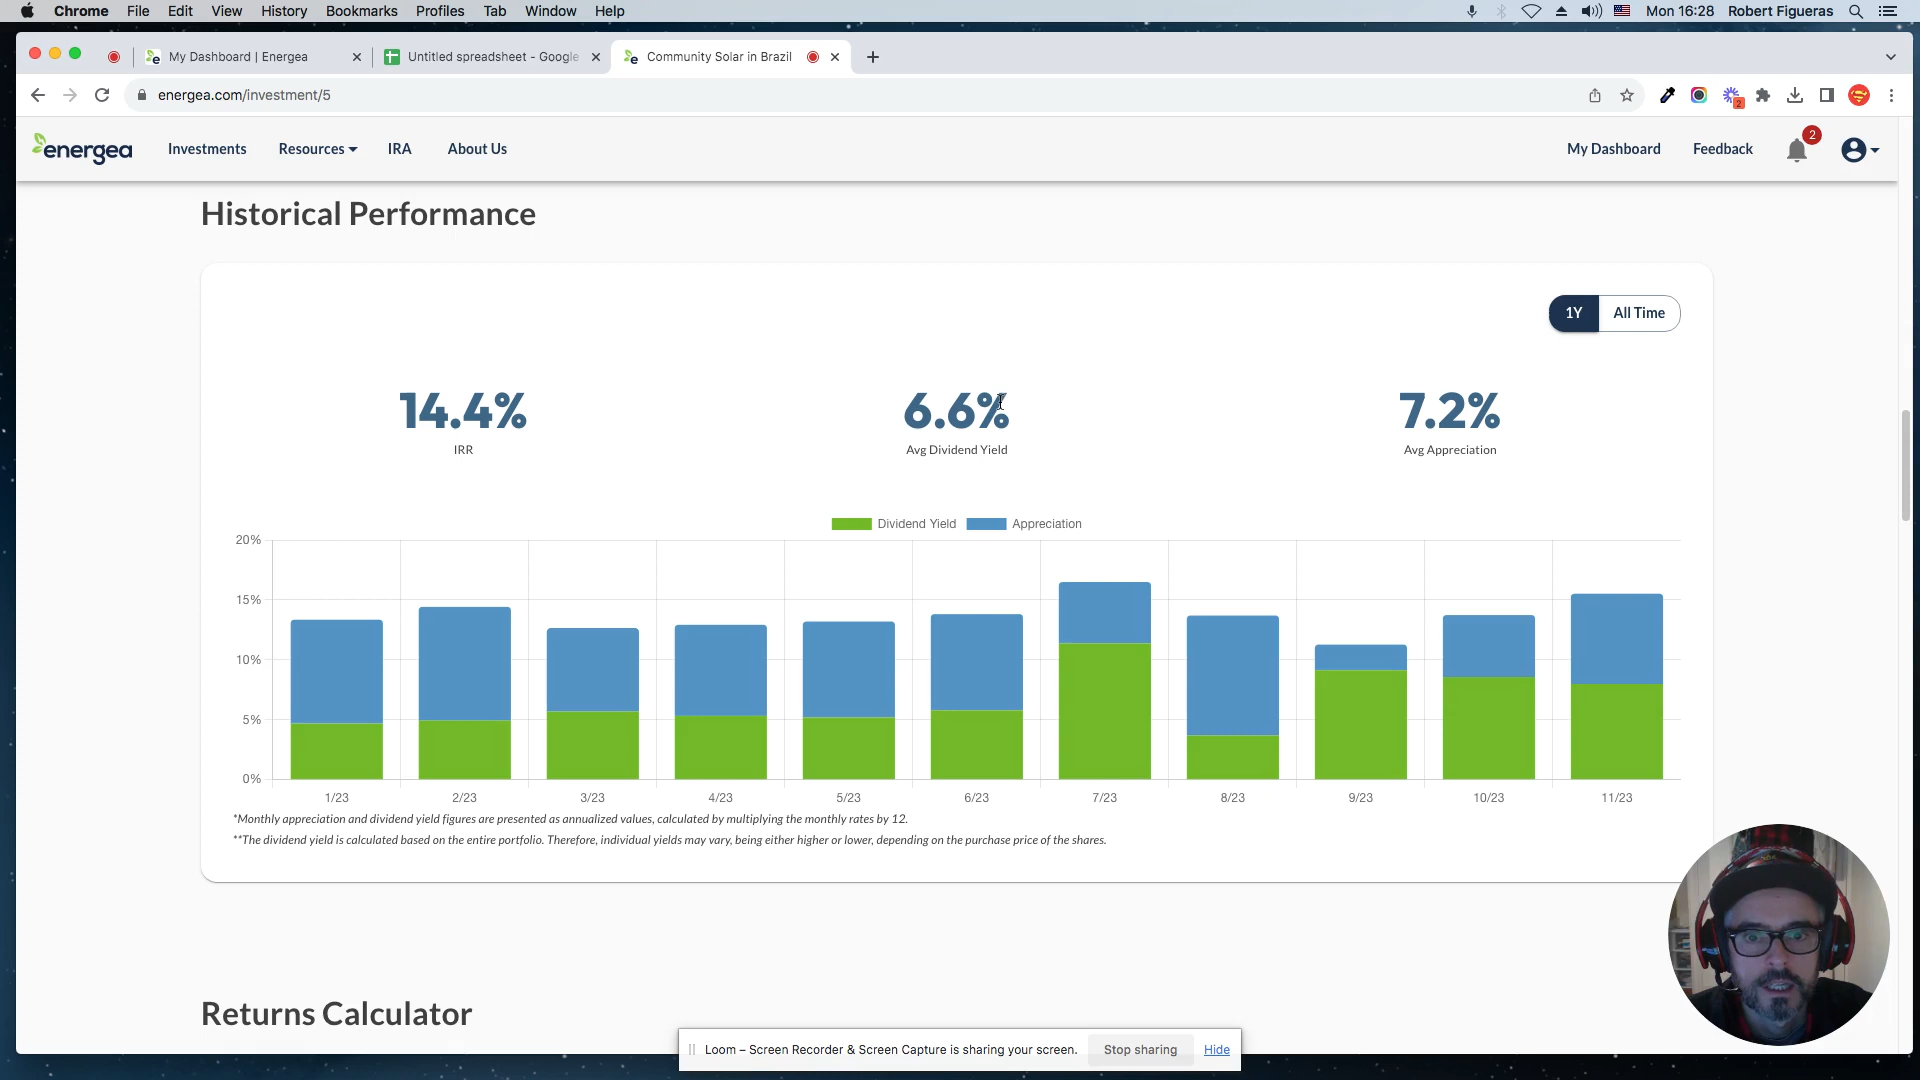 Chrome File Edit View History Bookmarks Profiles Tab Window Help Mon 16:28 Robert Figueras
My Dashboard | Energea Untitled spreadsheet - Google Community Solar in Brazil
energea.com/investment/5 2
energea Investments Resources IRA About Us My Dashboard Feedback 2
Historical Performance
1Y All Time
14.4% 6.6% 7.2%
IRR Avg Dividend Yield Avg Appreciation
Dividend Yield Appreciation
20%
15%
10%
5%
0%
1/23 2/23 3/23 4/23 5/23 6/23 7/23 8/23 9/23 10/23 11/23
*Monthly appreciation and dividend yield figures are presented as annualized values, calculated by multiplying the monthly rates by 12.
**The dividend yield is calculated based on the entire portfolio. Therefore, individual yields may vary, being either higher or lower, depending on the purchase price of the shares.
Returns Calculator
Loom – Screen Recorder & Screen Capture is sharing your screen. Stop sharing Hide